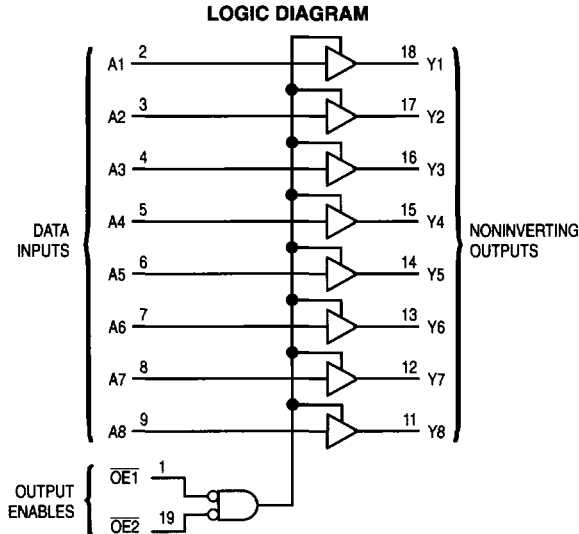 LOGIC DIAGRAM
A1 2 18 Y1
A2 3 17 Y2
A3 4 16 Y3
A4 5 15 Y4
A5 6 14 Y5
A6 7 13 Y6
A7 8 12 Y7
A8 9 11 Y8
DATA
INPUTS
NONINVERTING
OUTPUTS
OUTPUT
ENABLES
OE1 1
OE2 19